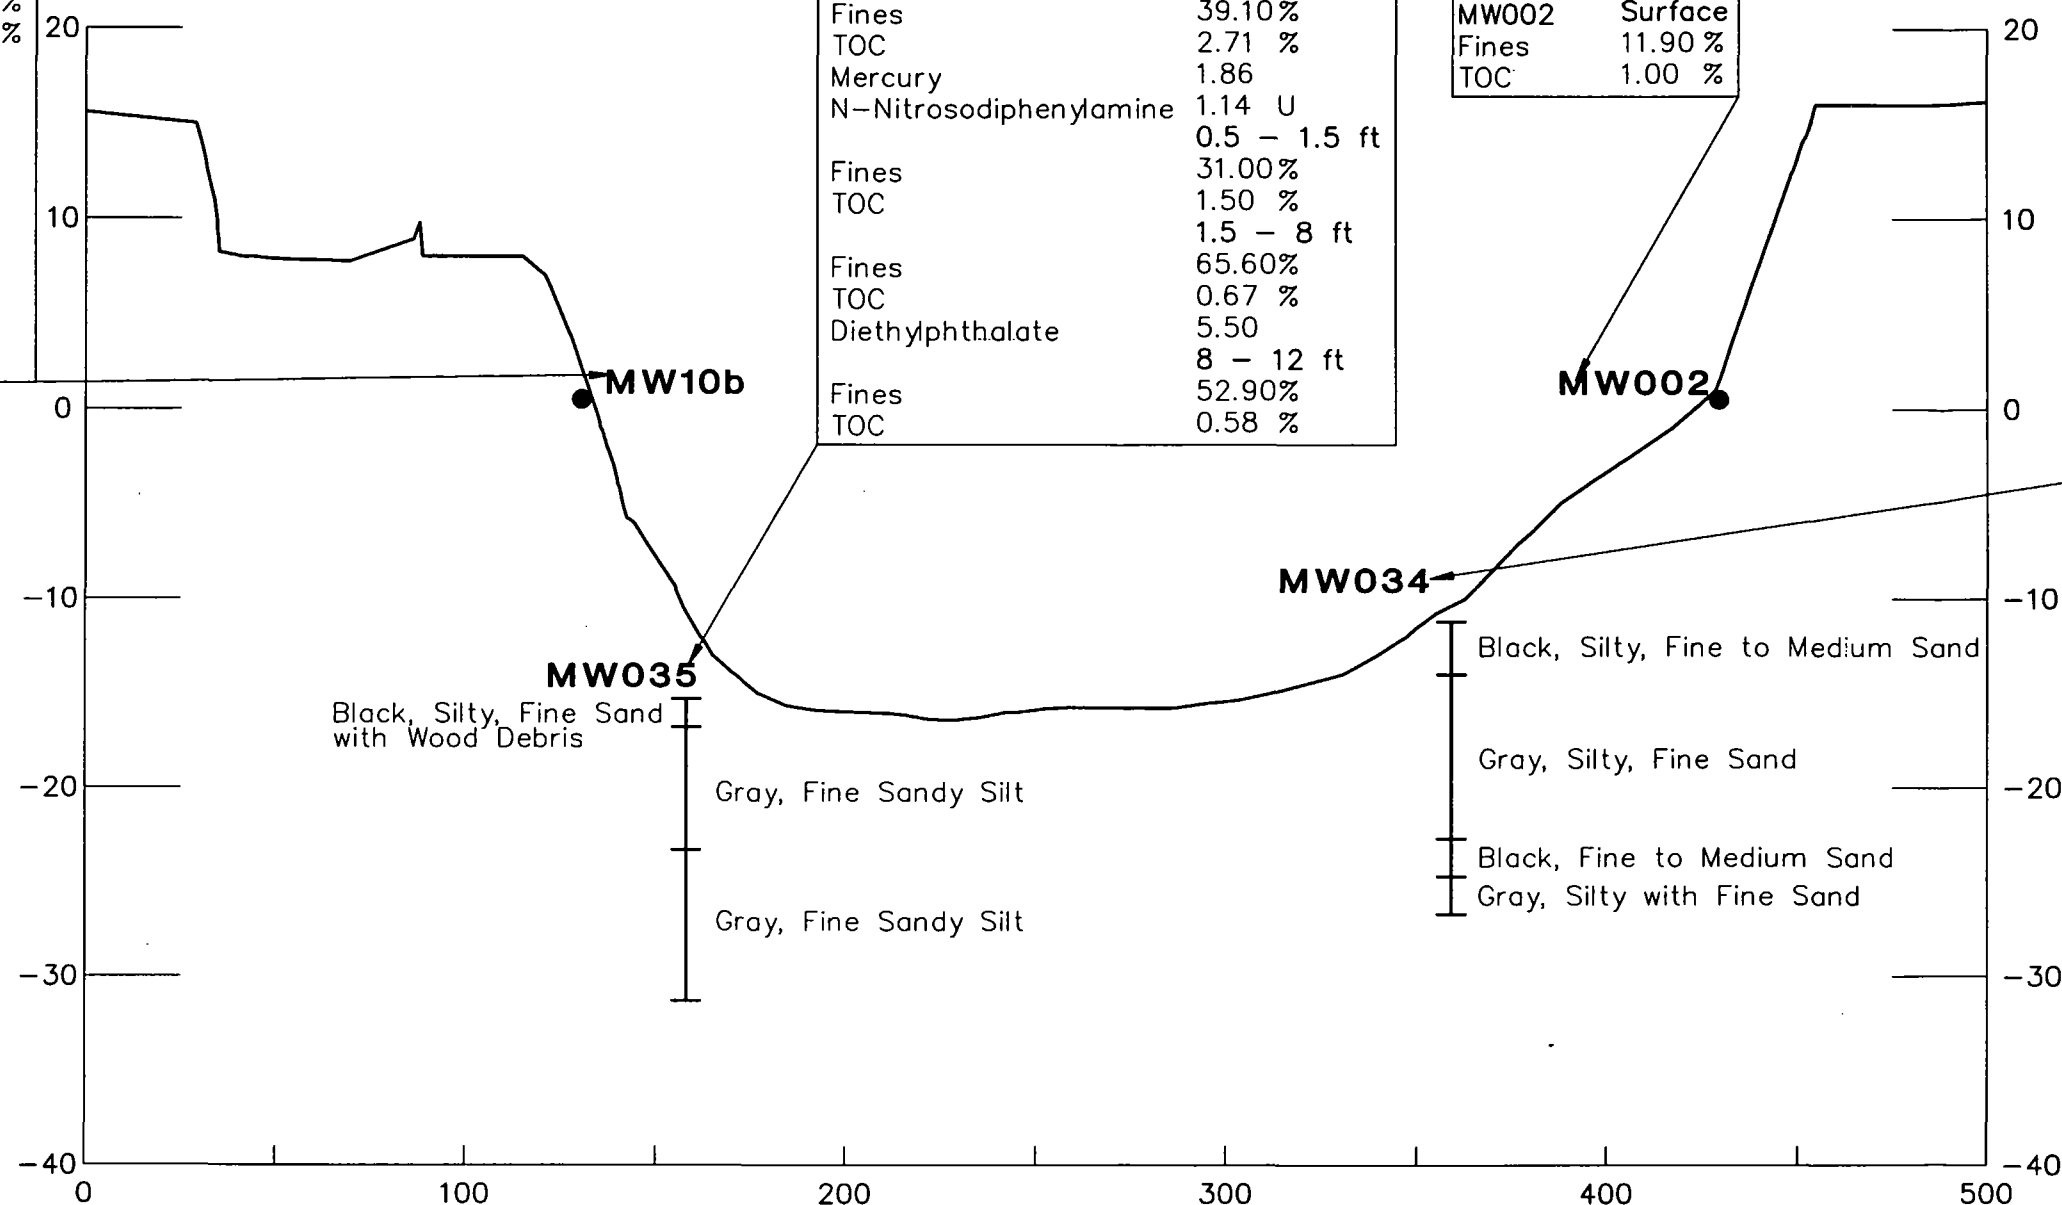 %
%
Fines 39.10%
TOC 2.71 %
Mercury 1.86
N-Nitrosodiphenylamine 1.14 U
0.5 - 1.5 ft
Fines 31.00%
TOC 1.50 %
1.5 - 8 ft
Fines 65.60%
TOC 0.67 %
Diethylphthalate 5.50
8 - 12 ft
Fines 52.90%
TOC 0.58 %
MW002 Surface
Fines 11.90 %
TOC 1.00 %
20
10
0
-10
-20
-30
-40
20
10
0
-10
-20
-30
-40
MW10b
MW002
MW034
MW035
Black, Silty, Fine Sand
with Wood Debris
Gray, Fine Sandy Silt
Gray, Fine Sandy Silt
Black, Silty, Fine to Medium Sand
Gray, Silty, Fine Sand
Black, Fine to Medium Sand
Gray, Silty with Fine Sand
0 100 200 300 400 500